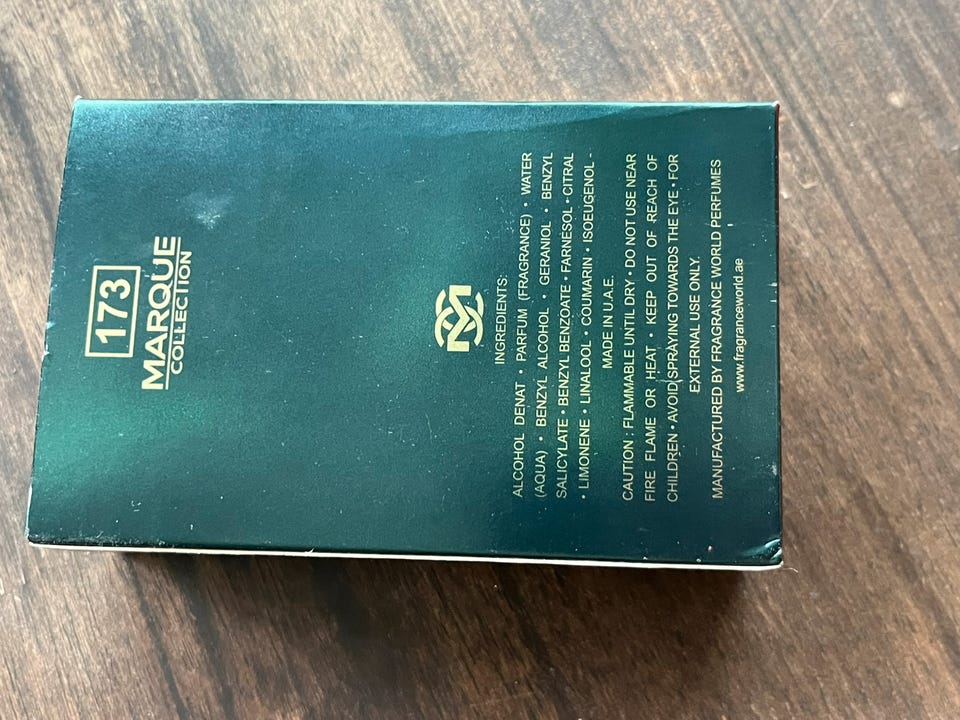 173
MARQUE
COLLECTION
INGREDIENTS:
ALCOHOL DENAT • PARFUM (FRAGRANCE) • WATER
(AQUA) • BENZYL ALCOHOL • GERANIOL • BENZYL
SALICYLATE • BENZYL BENZOATE • FARNESOL • CITRAL
• LIMONENE • LINALOOL • COUMARIN • ISOEUGENOL -
MADE IN U.A.E.
CAUTION : FLAMMABLE UNTIL DRY • DO NOT USE NEAR
FIRE FLAME OR HEAT • KEEP OUT OF REACH OF
CHILDREN • AVOID SPRAYING TOWARDS THE EYE • FOR
EXTERNAL USE ONLY.
MANUFACTURED BY FRAGRANCE WORLD PERFUMES
www.fragranceworld.ae